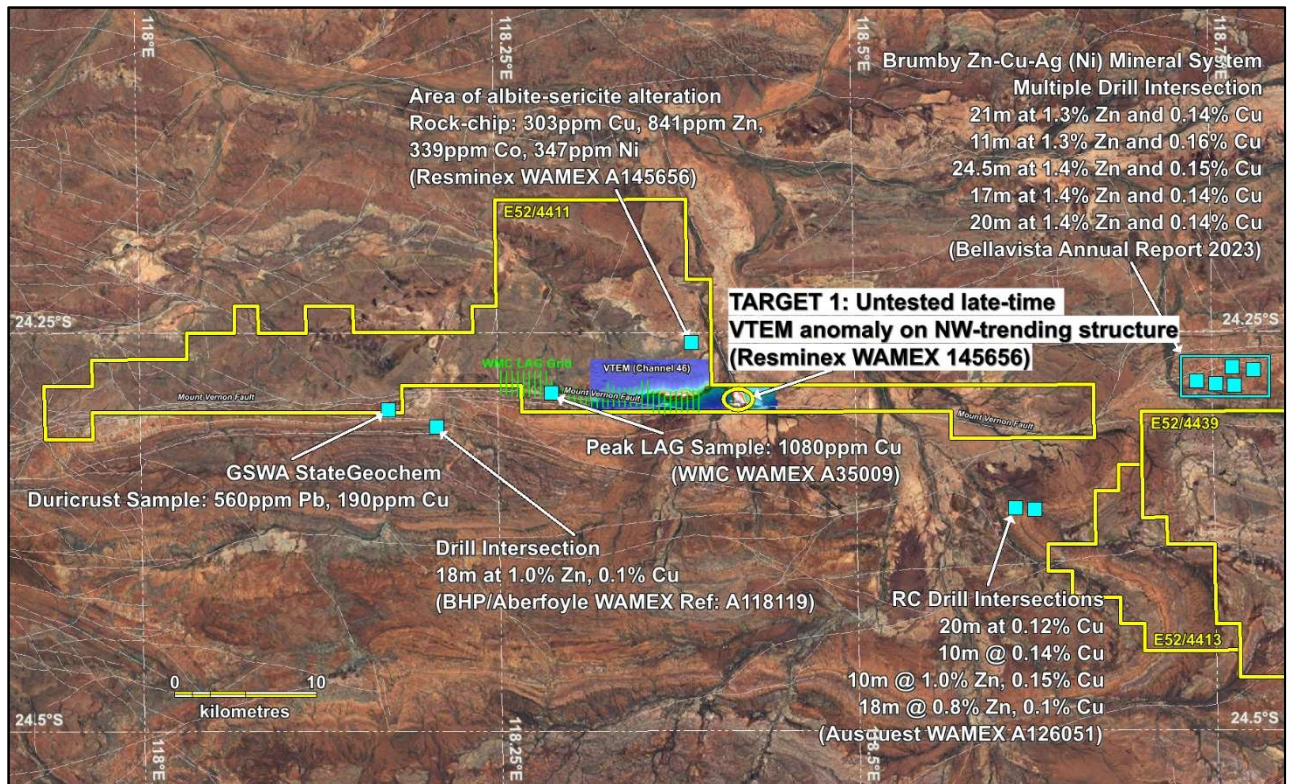 118°E
118.25°E
118.5°E
118.75°E
Brumby Zn-Cu-Ag (Ni) Mineral System
Multiple Drill Intersection
21m at 1.3% Zn and 0.14% Cu
11m at 1.3% Zn and 0.16% Cu
24.5m at 1.4% Zn and 0.15% Cu
17m at 1.4% Zn and 0.14% Cu
20m at 1.4% Zn and 0.14% Cu
(Bellavista Annual Report 2023)
Area of albite-sericite alteration
Rock-chip: 303ppm Cu, 841ppm Zn,
339ppm Co, 347ppm Ni
(Resminex WAMEX A145656)
E52/4411
TARGET 1: Untested late-time
VTEM anomaly on NW-trending structure
(Resminex WAMEX 145656)
24.25°S
24.25°S
WMC LAG Grid
VTEM (Channel 46)
Mount Vernon Fault
Mount Vernon Fault
Mount Vernon Fault
E52/4439
Peak LAG Sample: 1080ppm Cu
(WMC WAMEX A35009)
GSWA StateGeochem
Duricrust Sample: 560ppm Pb, 190ppm Cu
Drill Intersection
18m at 1.0% Zn, 0.1% Cu
(BHP/Aberfoyle WAMEX Ref: A118119)
RC Drill Intersections
20m at 0.12% Cu
10m @ 0.14% Cu
10m @ 1.0% Zn, 0.15% Cu
18m @ 0.8% Zn, 0.1% Cu
(Ausquest WAMEX A126051)
E52/4413
0 10
kilometres
24.5°S
24.5°S
118°E
118.25°E
118.5°E
118.75°E